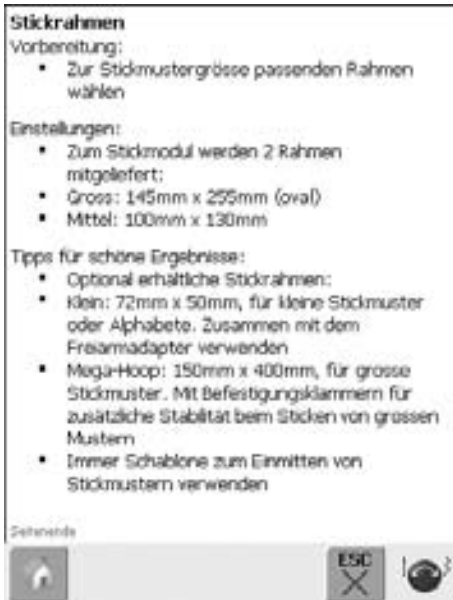 Stickrahmen
Vorbereitung:
• Zur Stickmustergrösse passenden Rahmen
wählen
Einstellungen:
• Zum Stickmodul werden 2 Rahmen
mitgeliefert:
• Gross: 145mm x 255mm (oval)
• Mittel: 100mm x 130mm
Tipps für schöne Ergebnisse:
• Optional erhältliche Stickrahmen:
• Klein: 72mm x 50mm, für kleine Stickmuster
oder Alphabete. Zusammen mit dem
Freiarmadapter verwenden
• Mega-Hoop: 150mm x 400mm, für grosse
Stickmuster. Mit Befestigungsklammern für
zusätzliche Stabilität beim Sticken von grossen
Mustern
• Immer Schablone zum Einmitten von
Stickmustern verwenden
Seitenende
ESC